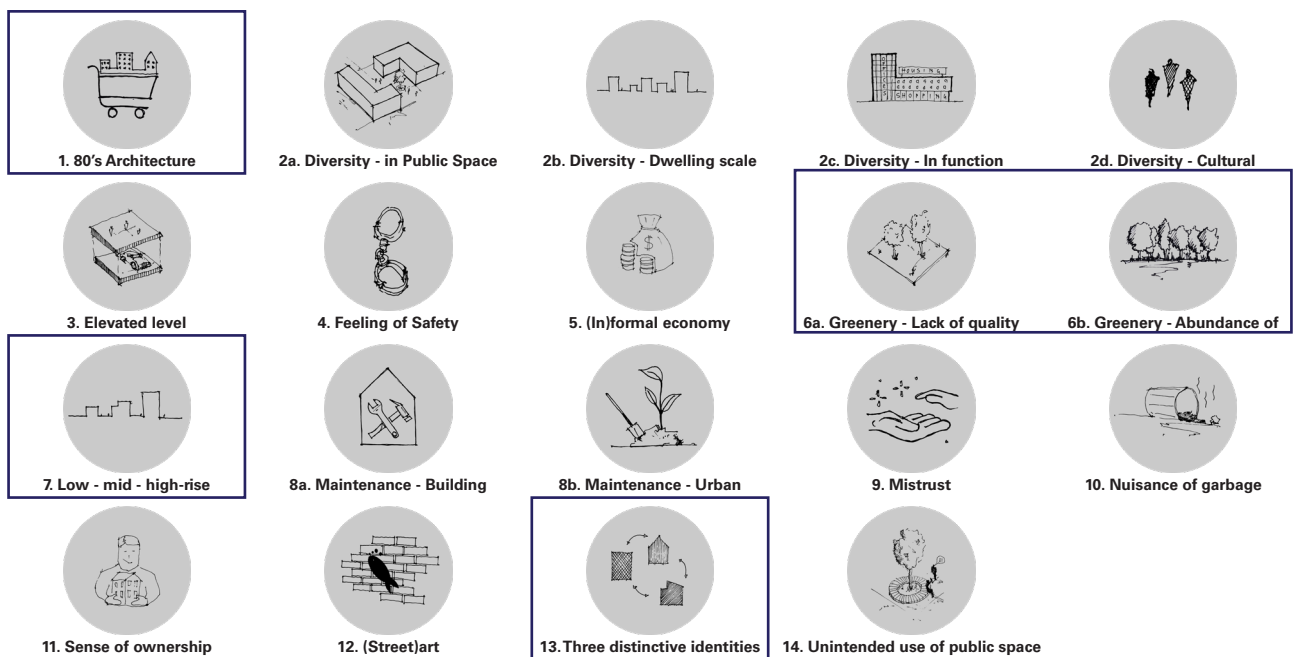 OFFICES
HOUSING
SHOPPING
$
1. 80's Architecture
2a. Diversity - in Public Space
2b. Diversity - Dwelling scale
2c. Diversity - In function
2d. Diversity - Cultural
3. Elevated level
4. Feeling of Safety
5. (In)formal economy
6a. Greenery - Lack of quality
6b. Greenery - Abundance of
7. Low - mid - high-rise
8a. Maintenance - Building
8b. Maintenance - Urban
9. Mistrust
10. Nuisance of garbage
11. Sense of ownership
12. (Street)art
13. Three distinctive identities
14. Unintended use of public space